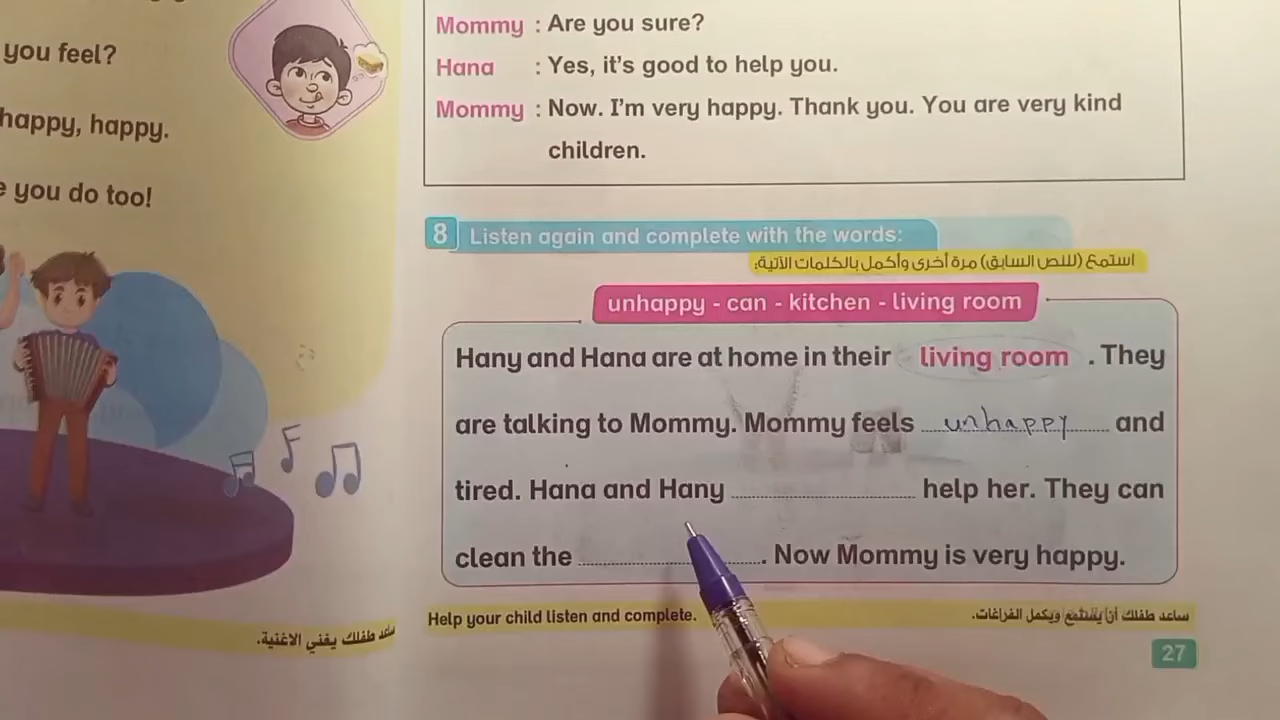 you feel?
happy, happy.
e you do too!
ساعد طفلك يغني الاغنية.
Mommy : Are you sure?
Hana : Yes, it's good to help you.
Mommy : Now. I'm very happy. Thank you. You are very kind
children.
8 Listen again and complete with the words:
استمع (للنص السابق) مرة أخرى وأكمل بالكلمات الآتية:
unhappy - can - kitchen - living room
Hany and Hana are at home in their living room . They
are talking to Mommy. Mommy feels unhappy and
tired. Hana and Hany ........ help her. They can
clean the ........ . Now Mommy is very happy.
Help your child listen and complete.
ساعد طفلك أن يستمع ويكمل الفراغات.
27